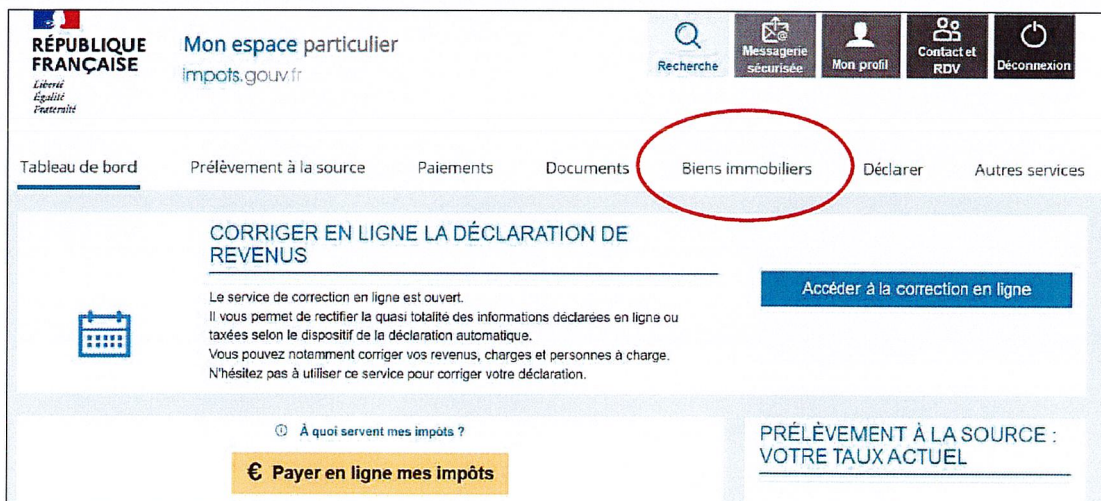 RÉPUBLIQUE
FRANÇAISE
Liberté
Égalité
Fraternité
Mon espace particulier
impots.gouv.fr
Recherche
Messagerie
sécurisée
Mon profil
Contact et
RDV
Déconnexion
Tableau de bord
Prélèvement à la source
Paiements
Documents
Biens immobiliers
Déclarer
Autres services
CORRIGER EN LIGNE LA DÉCLARATION DE
REVENUS
Le service de correction en ligne est ouvert.
Il vous permet de rectifier la quasi totalité des informations déclarées en ligne ou
taxées selon le dispositif de la déclaration automatique.
Vous pouvez notamment corriger vos revenus, charges et personnes à charge.
N'hésitez pas à utiliser ce service pour corriger votre déclaration.
Accéder à la correction en ligne
À quoi servent mes impôts ?
€ Payer en ligne mes impôts
PRÉLÈVEMENT À LA SOURCE :
VOTRE TAUX ACTUEL